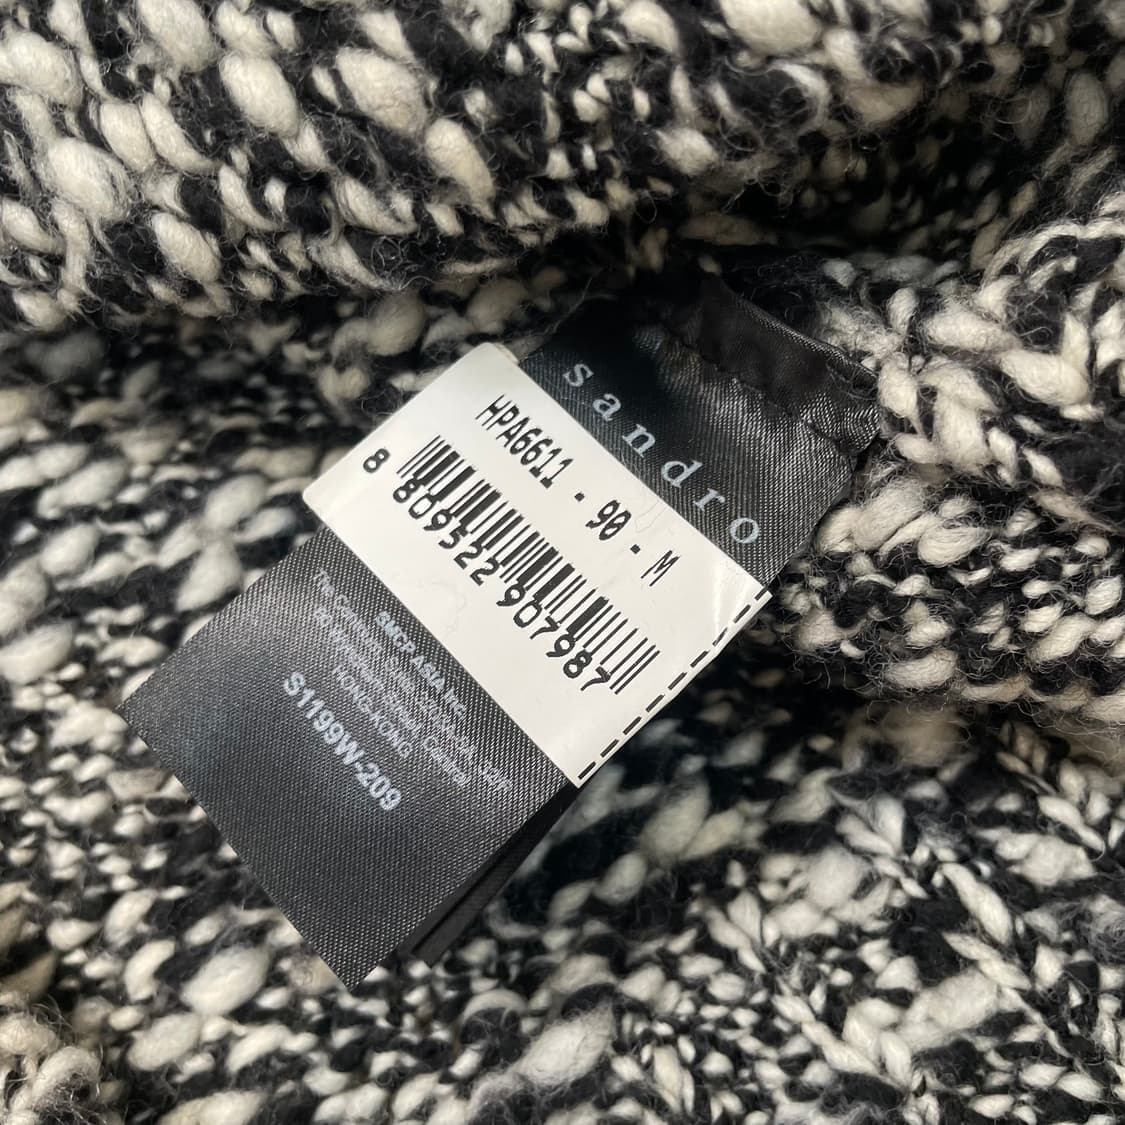 sandro
HPA6611 - 90 - M
8 809522 907987
SMCP ASIA Inc.
HONG-KONG
S1199W-209